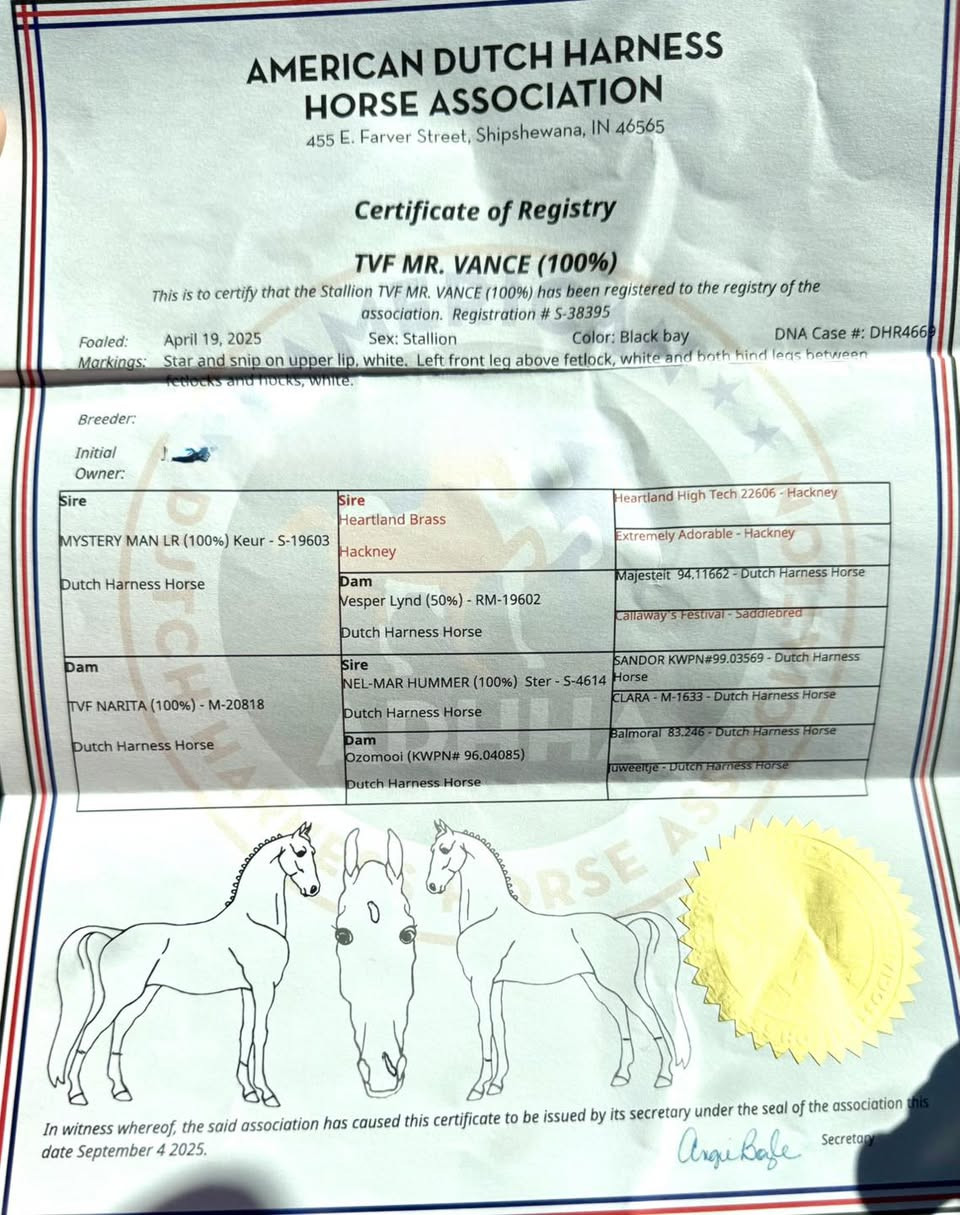 AMERICAN DUTCH HARNESS
HORSE ASSOCIATION
455 E. Farver Street, Shipshewana, IN 46565
Certificate of Registry
TVF MR. VANCE (100%)
This is to certify that the Stallion TVF MR. VANCE (100%) has been registered to the registry of the
association. Registration # S-38395
Foaled: April 19, 2025 Sex: Stallion Color: Black bay DNA Case #: DHR4669
Markings: Star and snip on upper lip, white. Left front leg above fetlock, white and both hind legs between
fetlocks and hocks, white.
Breeder:
Initial
Owner:
Sire
MYSTERY MAN LR (100%) Keur - S-19603
Dutch Harness Horse
Sire
Heartland Brass
Hackney
Heartland High Tech 22606 - Hackney
Extremely Adorable - Hackney
Dam
Vesper Lynd (50%) - RM-19602
Dutch Harness Horse
Majesteit 94.11662 - Dutch Harness Horse
Callaway's Festival - Saddlebred
Dam
TVF NARITA (100%) - M-20818
Dutch Harness Horse
Sire
NEL-MAR HUMMER (100%) Ster - S-4614
Dutch Harness Horse
SANDOR KWPN#99.03569 - Dutch Harness
Horse
CLARA - M-1633 - Dutch Harness Horse
Dam
Ozomooi (KWPN# 96.04085)
Dutch Harness Horse
Balmoral 83.246 - Dutch Harness Horse
Juweeltje - Dutch Harness Horse
DUTCH HARNESS HORSE ASSOCIATION
ADHHA
In witness whereof, the said association has caused this certificate to be issued by its secretary under the seal of the association this
date September 4 2025.
Secretary